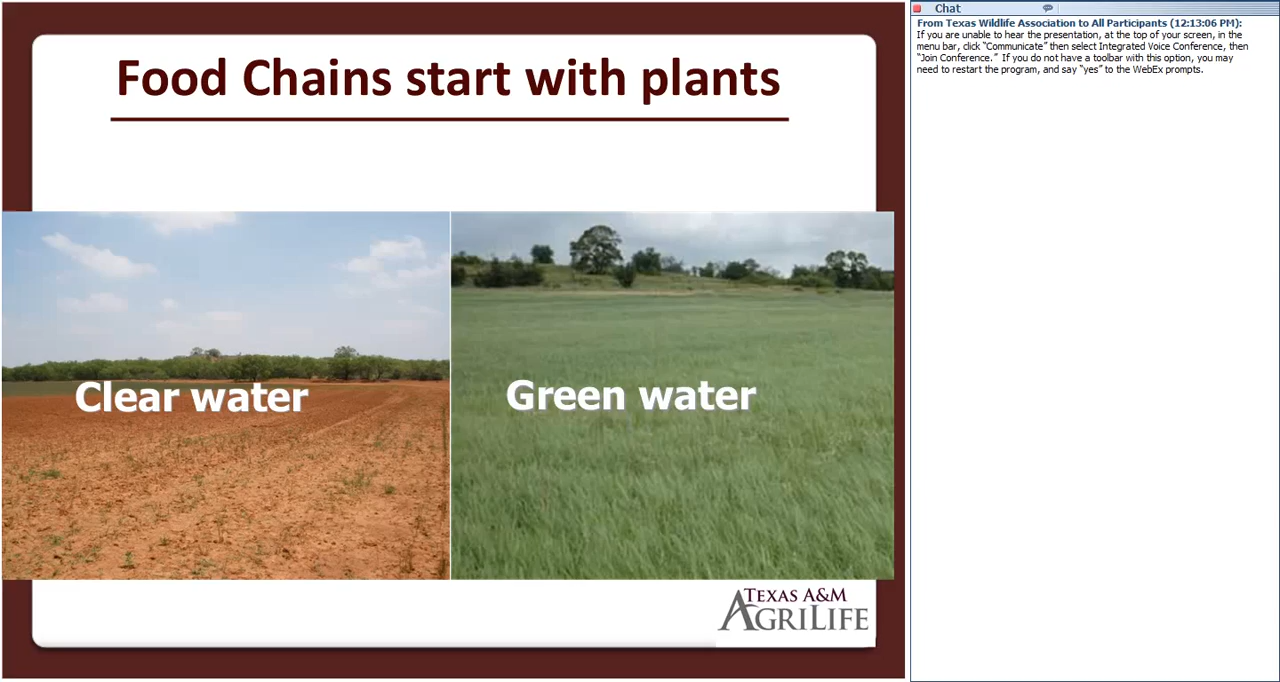 Food Chains start with plants
Clear water
Green water
TEXAS A&M
AGRILIFE
Chat
From Texas Wildlife Association to All Participants (12:13:06 PM):
If you are unable to hear the presentation, at the top of your screen, in the
menu bar, click “Communicate” then select Integrated Voice Conference, then
“Join Conference.”  If you do not have a toolbar with this option, you may
need to restart the program, and say “yes” to the WebEx prompts.